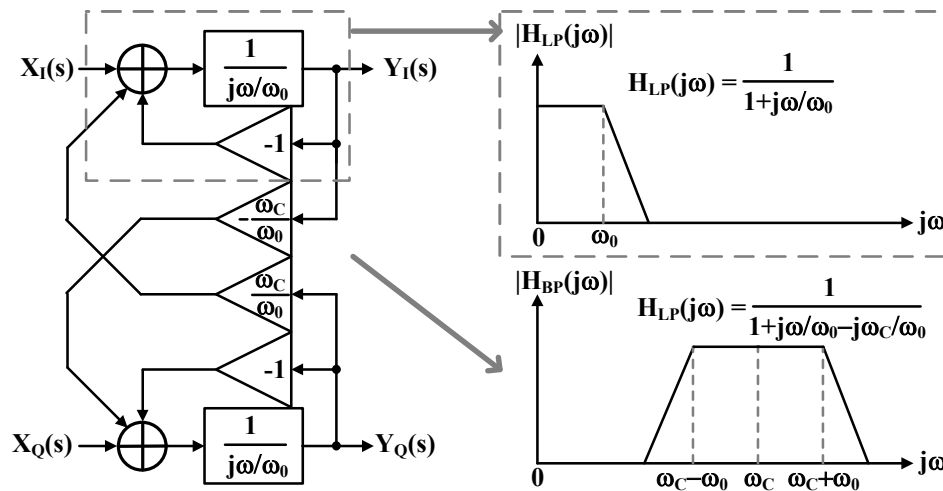 X_I(s)
1
jω/ω_0
Y_I(s)
-1
-ω_C
ω_0
ω_C
ω_0
-1
X_Q(s)
1
jω/ω_0
Y_Q(s)
|H_LP(jω)|
H_LP(jω) = 1
1+jω/ω_0
0
ω_0
jω
|H_BP(jω)|
H_LP(jω) = 1
1+jω/ω_0−jω_C/ω_0
0
ω_C−ω_0
ω_C
ω_C+ω_0
jω